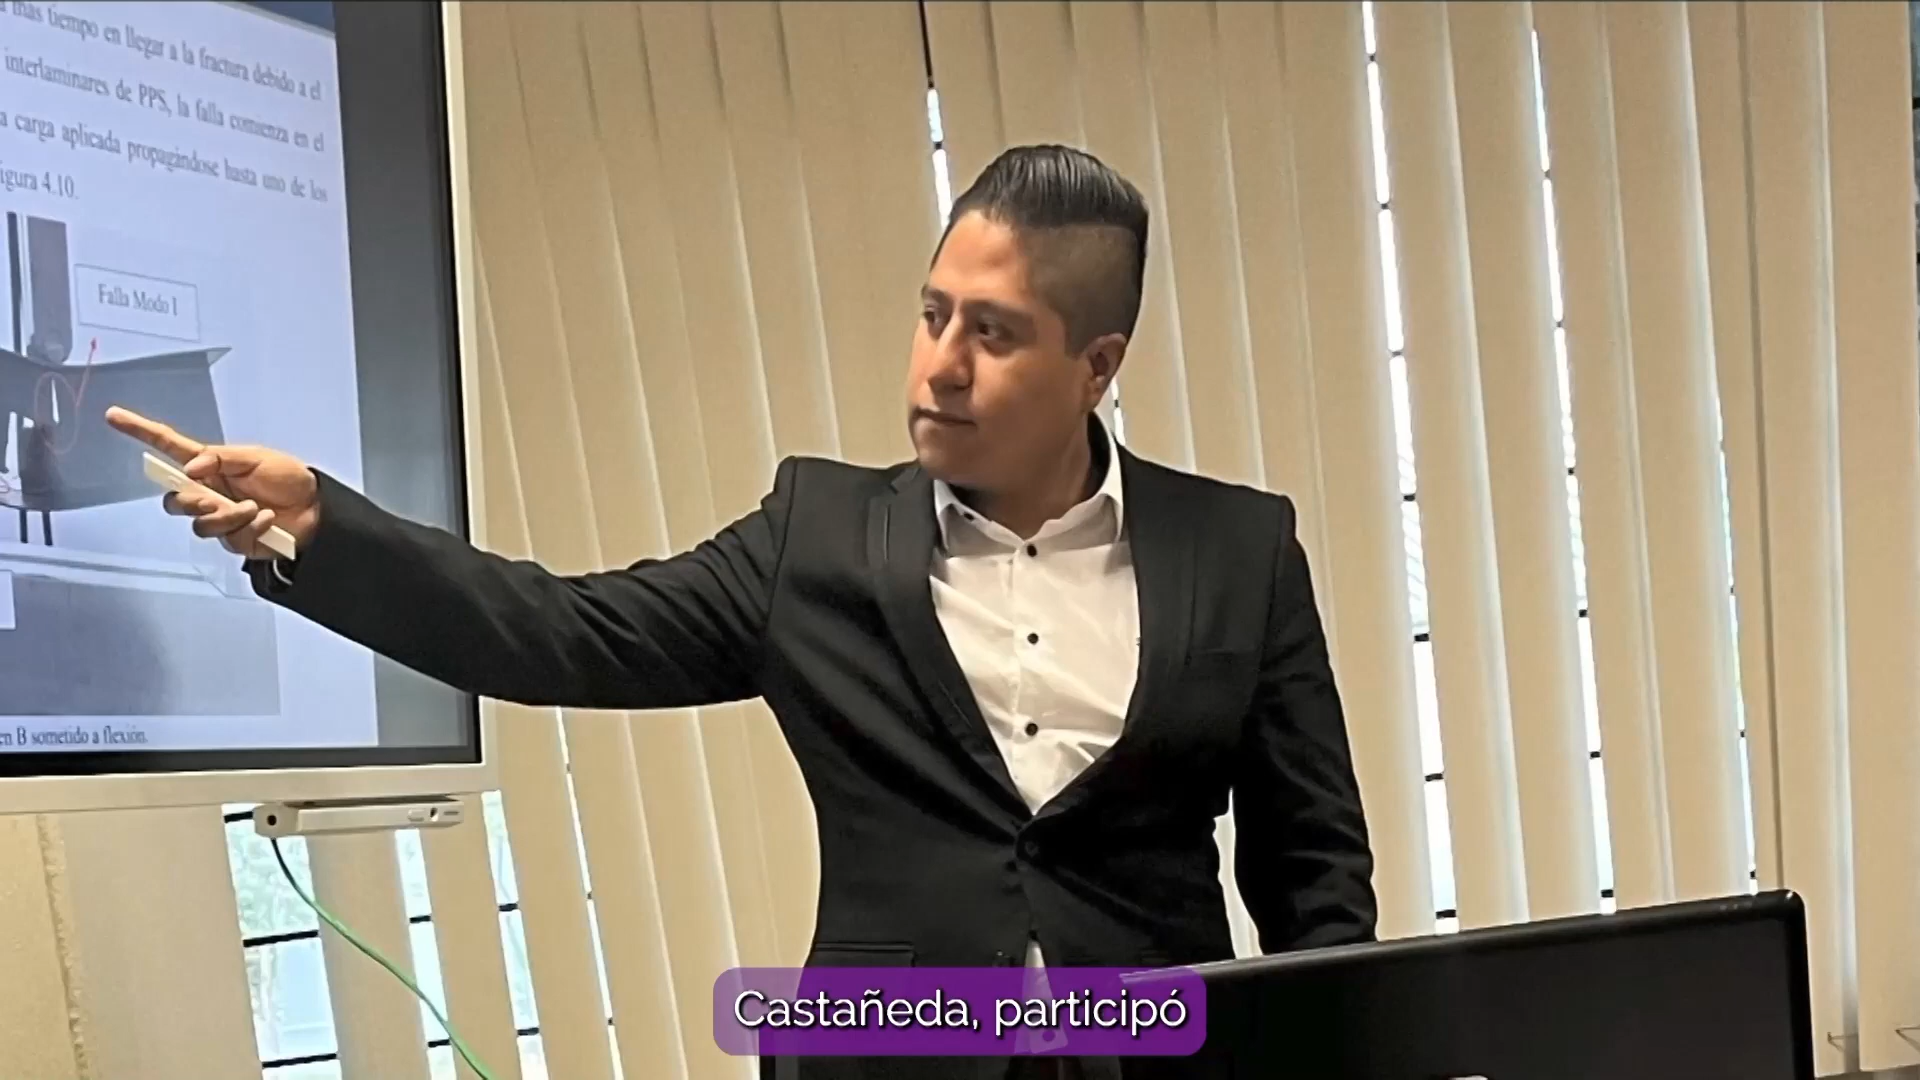 más tiempo en llegar a la fractura debido a el
interlaminares de PPS, la falla comienza en el
a carga aplicada propagándose hasta uno de los
igura 4.10.
Falla Modo I
en B sometido a flexión.
Castañeda, participó